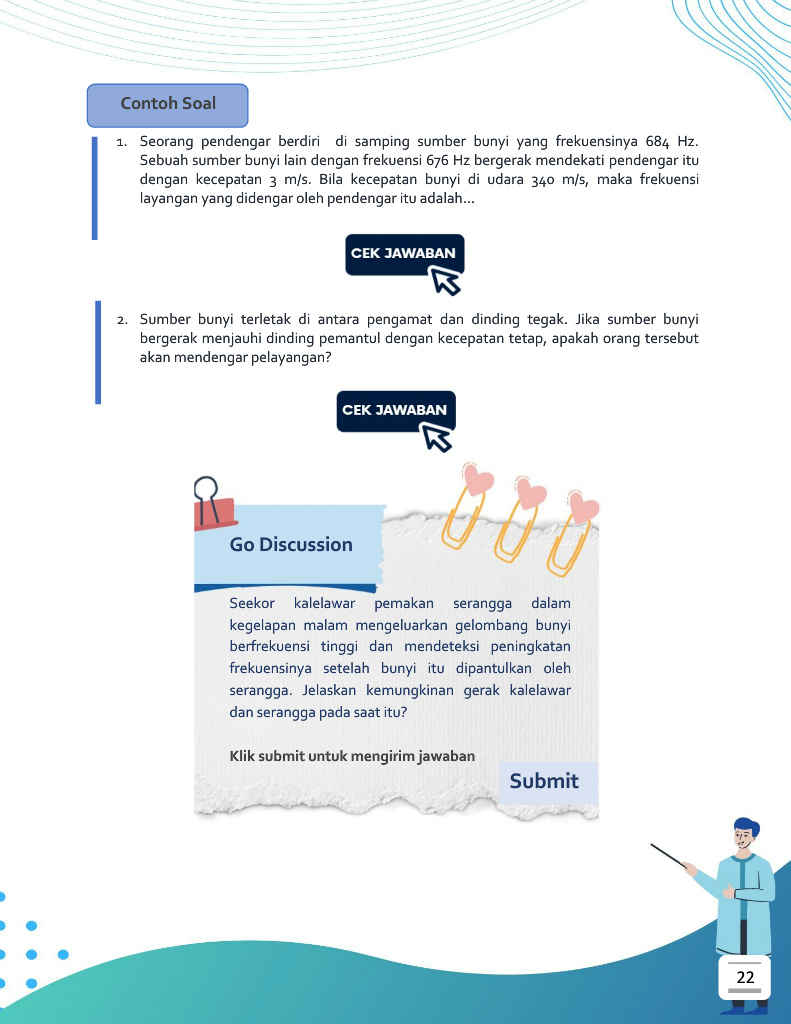 Contoh Soal
1. Seorang pendengar berdiri di samping sumber bunyi yang frekuensinya 684 Hz.
Sebuah sumber bunyi lain dengan frekuensi 676 Hz bergerak mendekati pendengar itu
dengan kecepatan 3 m/s. Bila kecepatan bunyi di udara 340 m/s, maka frekuensi
layangan yang didengar oleh pendengar itu adalah...
CEK JAWABAN
2. Sumber bunyi terletak di antara pengamat dan dinding tegak. Jika sumber bunyi
bergerak menjauhi dinding pemantul dengan kecepatan tetap, apakah orang tersebut
akan mendengar pelayangan?
CEK JAWABAN
Go Discussion
Seekor kalelawar pemakan serangga dalam
kegelapan malam mengeluarkan gelombang bunyi
berfrekuensi tinggi dan mendeteksi peningkatan
frekuensinya setelah bunyi itu dipantulkan oleh
serangga. Jelaskan kemungkinan gerak kalelawar
dan serangga pada saat itu?
Klik submit untuk mengirim jawaban
Submit
22